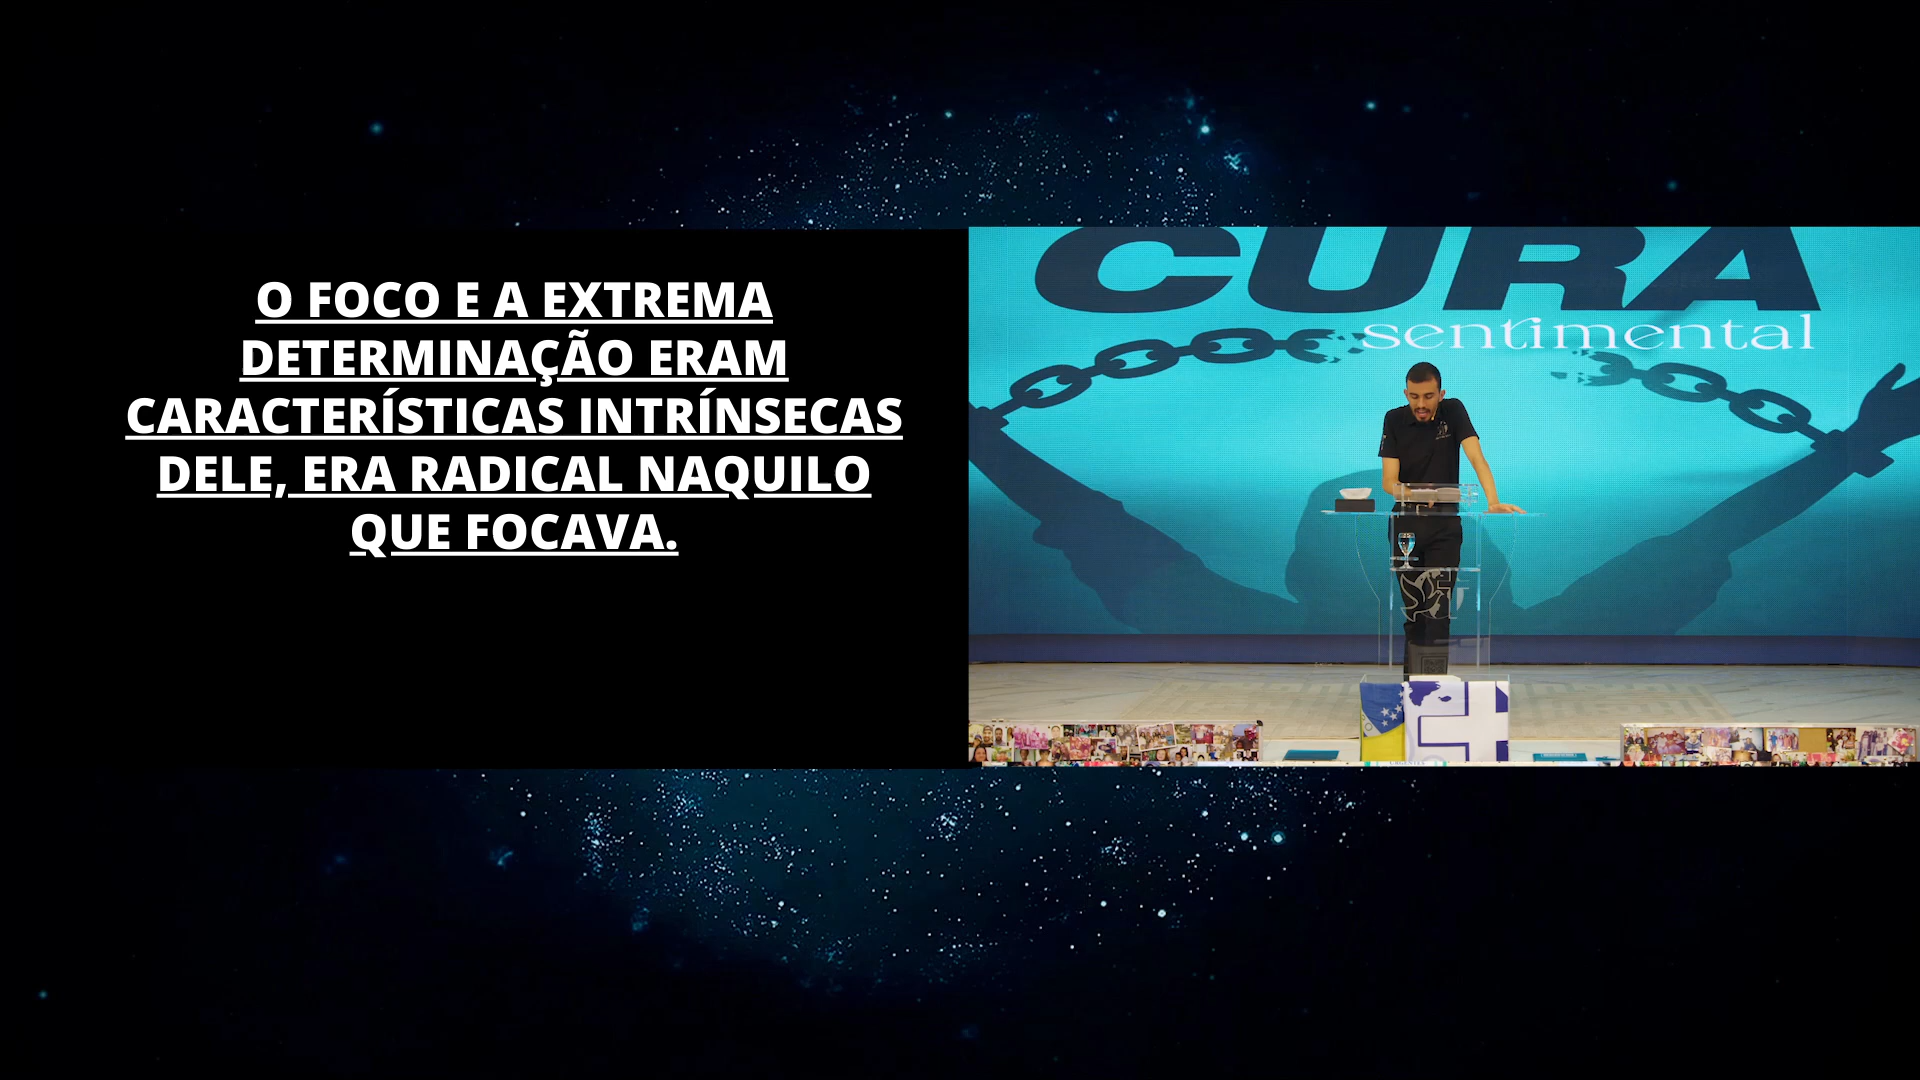 O FOCO E A EXTREMA
DETERMINAÇÃO ERAM
CARACTERÍSTICAS INTRÍNSECAS
DELE, ERA RADICAL NAQUILO
QUE FOCAVA.
CURA
sentimental